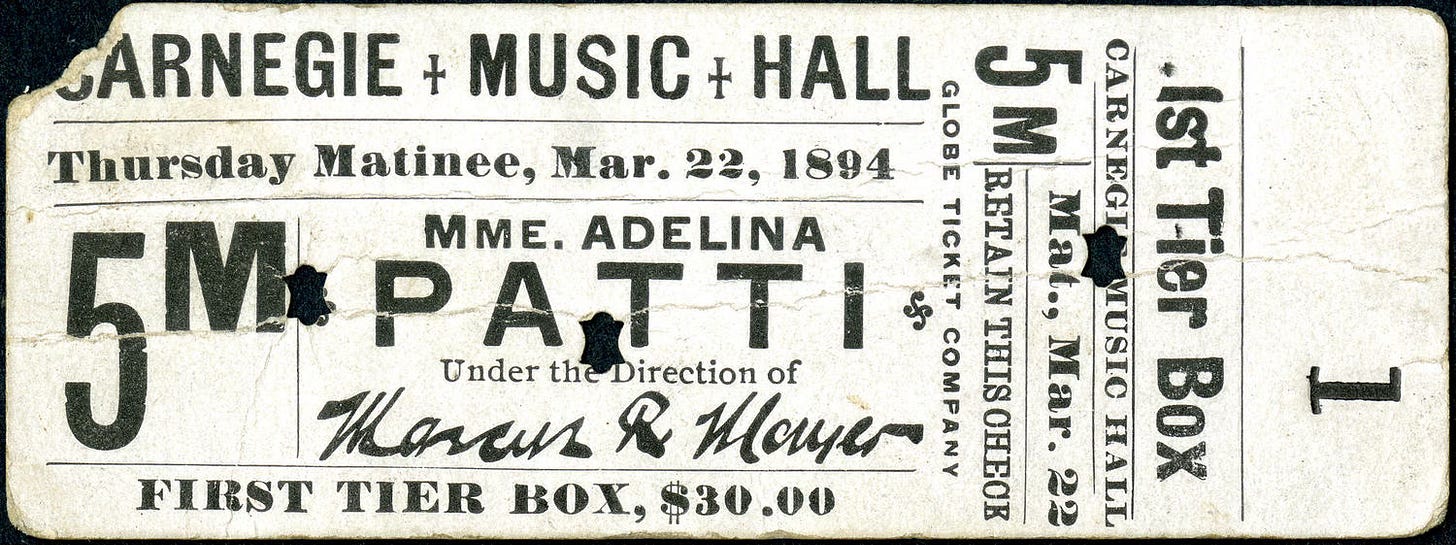 CARNEGIE + MUSIC + HALL
Thursday Matinee, Mar. 22, 1894
5M
MME. ADELINA
PATTI
Under the Direction of
Marcus R Mayer
FIRST TIER BOX, $30.00
GLOBE TICKET COMPANY
5 M
RETAIN THIS CHECK
Mat., Mar. 22
CARNEGIE MUSIC HALL
1st Tier Box
1